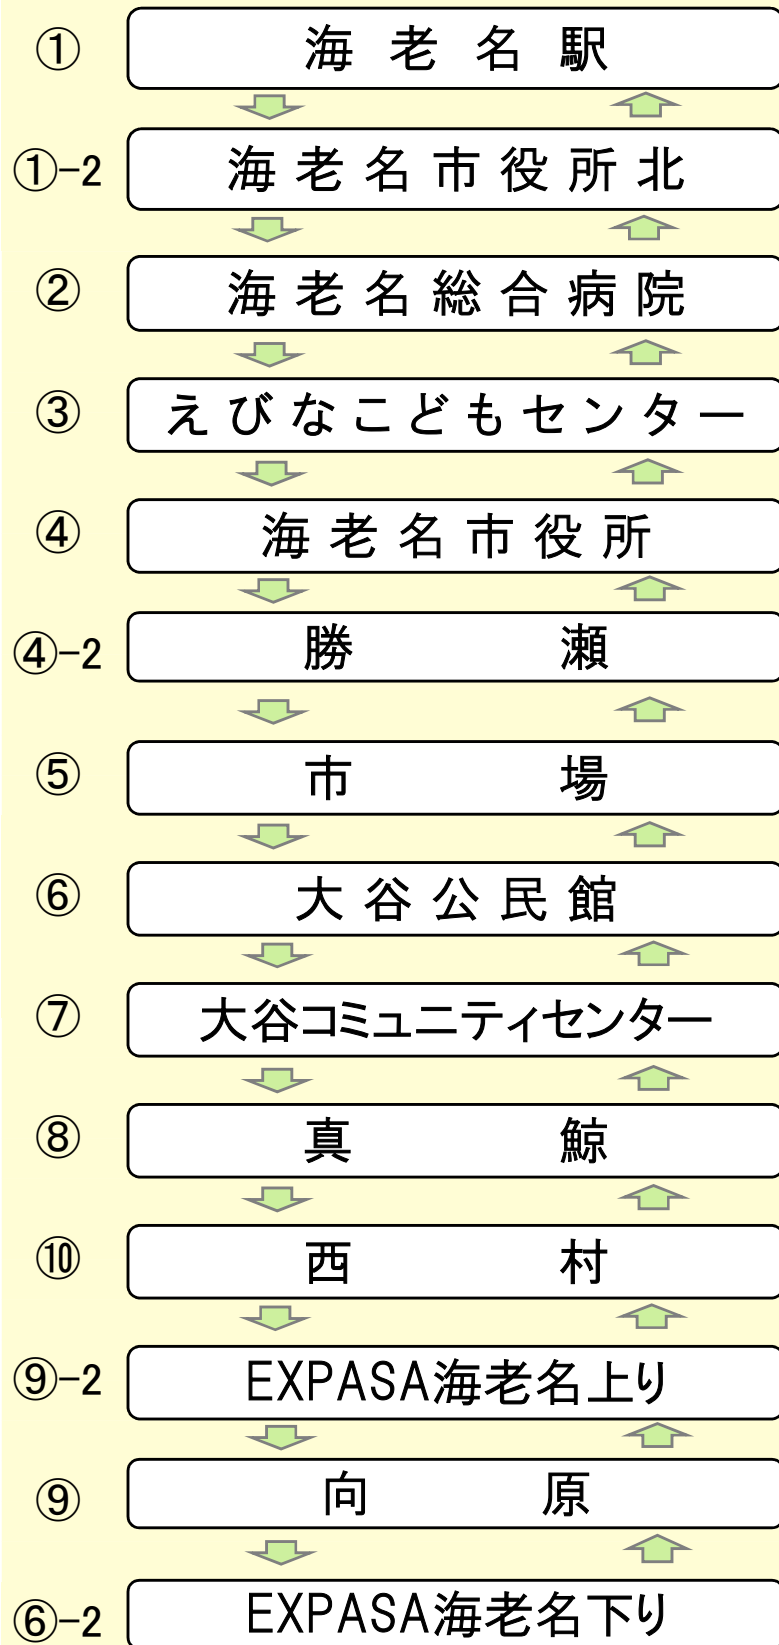 ① 海老名駅
①-2 海老名市役所北
② 海老名総合病院
③ えびなこどもセンター
④ 海老名市役所
④-2 勝瀬
⑤ 市場
⑥ 大谷公民館
⑦ 大谷コミュニティセンター
⑧ 真鯨
⑩ 西村
⑨-2 EXPASA海老名上り
⑨ 向原
⑥-2 EXPASA海老名下り